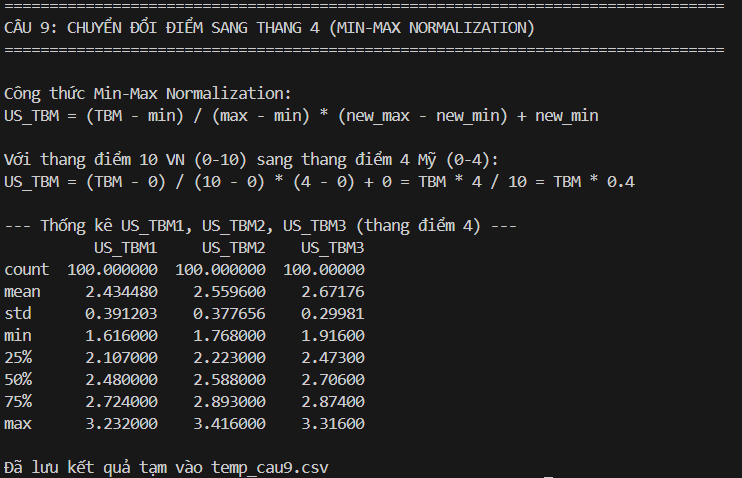 ========================================================================
CÂU 9: CHUYỂN ĐỔI ĐIỂM SANG THANG 4 (MIN-MAX NORMALIZATION)
========================================================================
Công thức Min-Max Normalization:
US_TBM = (TBM - min) / (max - min) * (new_max - new_min) + new_min
Với thang điểm 10 VN (0-10) sang thang điểm 4 Mỹ (0-4):
US_TBM = (TBM - 0) / (10 - 0) * (4 - 0) + 0 = TBM * 4 / 10 = TBM * 0.4
--- Thống kê US_TBM1, US_TBM2, US_TBM3 (thang điểm 4) ---
US_TBM1 US_TBM2 US_TBM3
count 100.000000 100.000000 100.00000
mean 2.434480 2.559600 2.67176
std 0.391203 0.377656 0.29981
min 1.616000 1.768000 1.91600
25% 2.107000 2.223000 2.47300
50% 2.480000 2.588000 2.70600
75% 2.724000 2.893000 2.87400
max 3.232000 3.416000 3.31600
Đã lưu kết quả tạm vào temp_cau9.csv